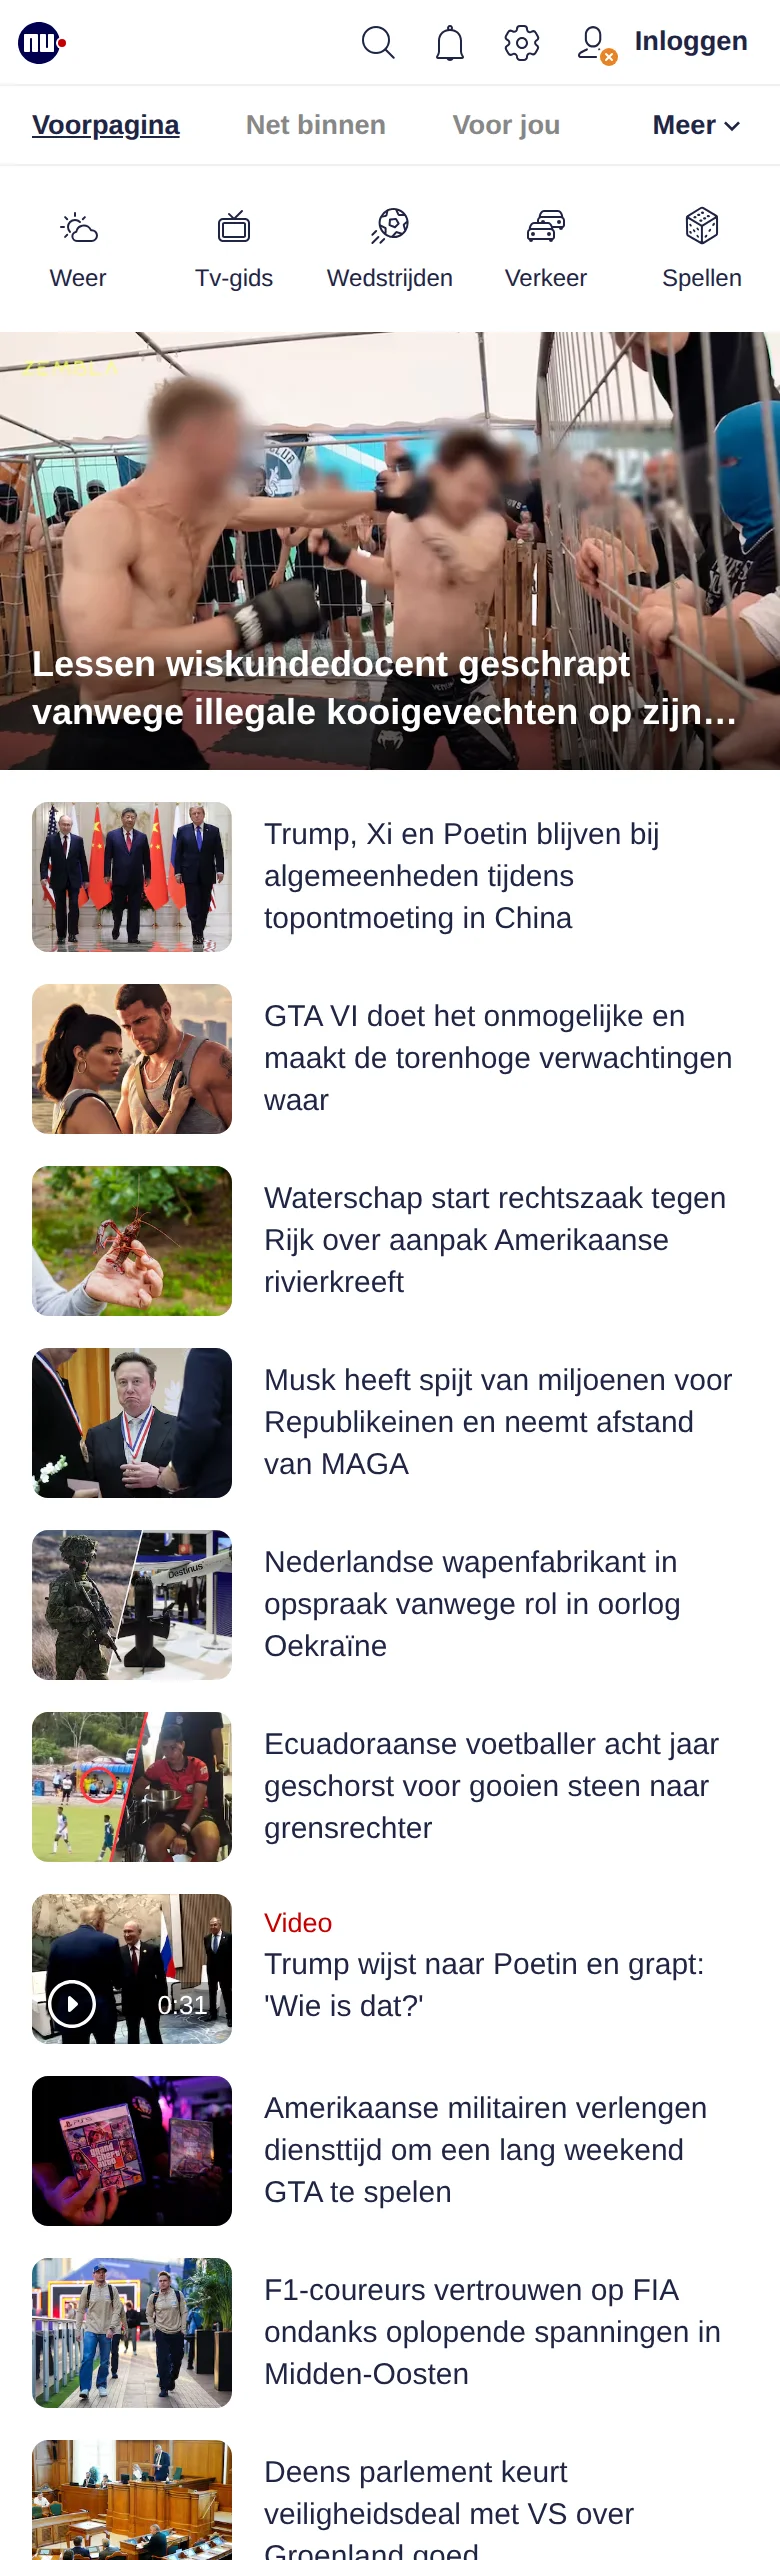 nu
Inloggen
Voorpagina
Net binnen
Voor jou
Meer
Weer
Tv-gids
Wedstrijden
Verkeer
Spellen
ZEMBLA
CLUB
Lessen wiskundedocent geschrapt
vanwege illegale kooigevechten op zijn…
Trump, Xi en Poetin blijven bij
algemeenheden tijdens
topontmoeting in China
GTA VI doet het onmogelijke en
maakt de torenhoge verwachtingen
waar
Waterschap start rechtszaak tegen
Rijk over aanpak Amerikaanse
rivierkreeft
Musk heeft spijt van miljoenen voor
Republikeinen en neemt afstand
van MAGA
Destinus
Nederlandse wapenfabrikant in
opspraak vanwege rol in oorlog
Oekraïne
Ecuadoraanse voetballer acht jaar
geschorst voor gooien steen naar
grensrechter
0:31
Video
Trump wijst naar Poetin en grapt:
'Wie is dat?'
Amerikaanse militairen verlengen
diensttijd om een lang weekend
GTA te spelen
F1-coureurs vertrouwen op FIA
ondanks oplopende spanningen in
Midden-Oosten
Deens parlement keurt
veiligheidsdeal met VS over
Groenland goed